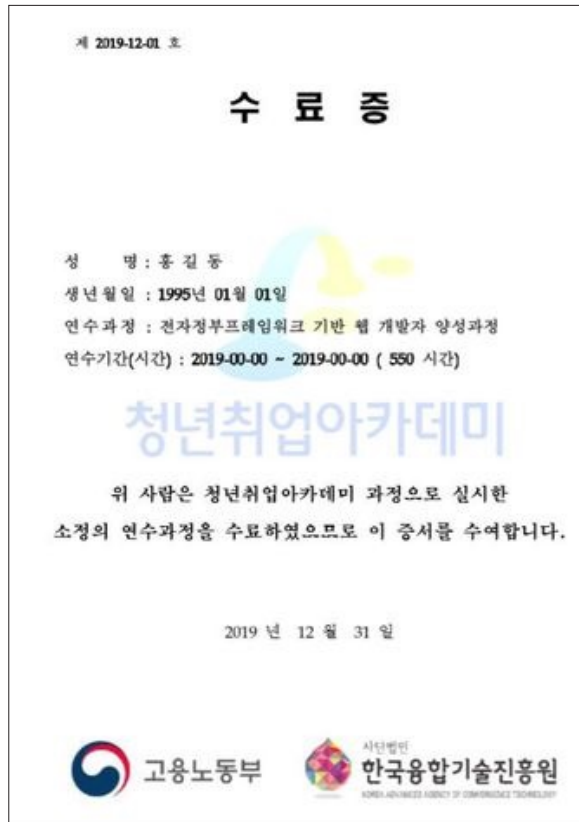 제 2019-12-01 호
수 료 증
성 명 : 홍 길 동
생년월일 : 1995년 01월 01일
연수과정 : 전자정부프레임워크 기반 웹 개발자 양성과정
연수기간(시간) : 2019-00-00 ~ 2019-00-00 ( 550 시간)
청년취업아카데미
위 사람은 청년취업아카데미 과정으로 실시한
소정의 연수과정을 수료하였으므로 이 증서를 수여합니다.
2019 년 12 월 31 일
고용노동부
사단법인
한국융합기술진흥원
KOREA ADVANCED AGENCY OF CONVERGENCE TECHNOLOGY